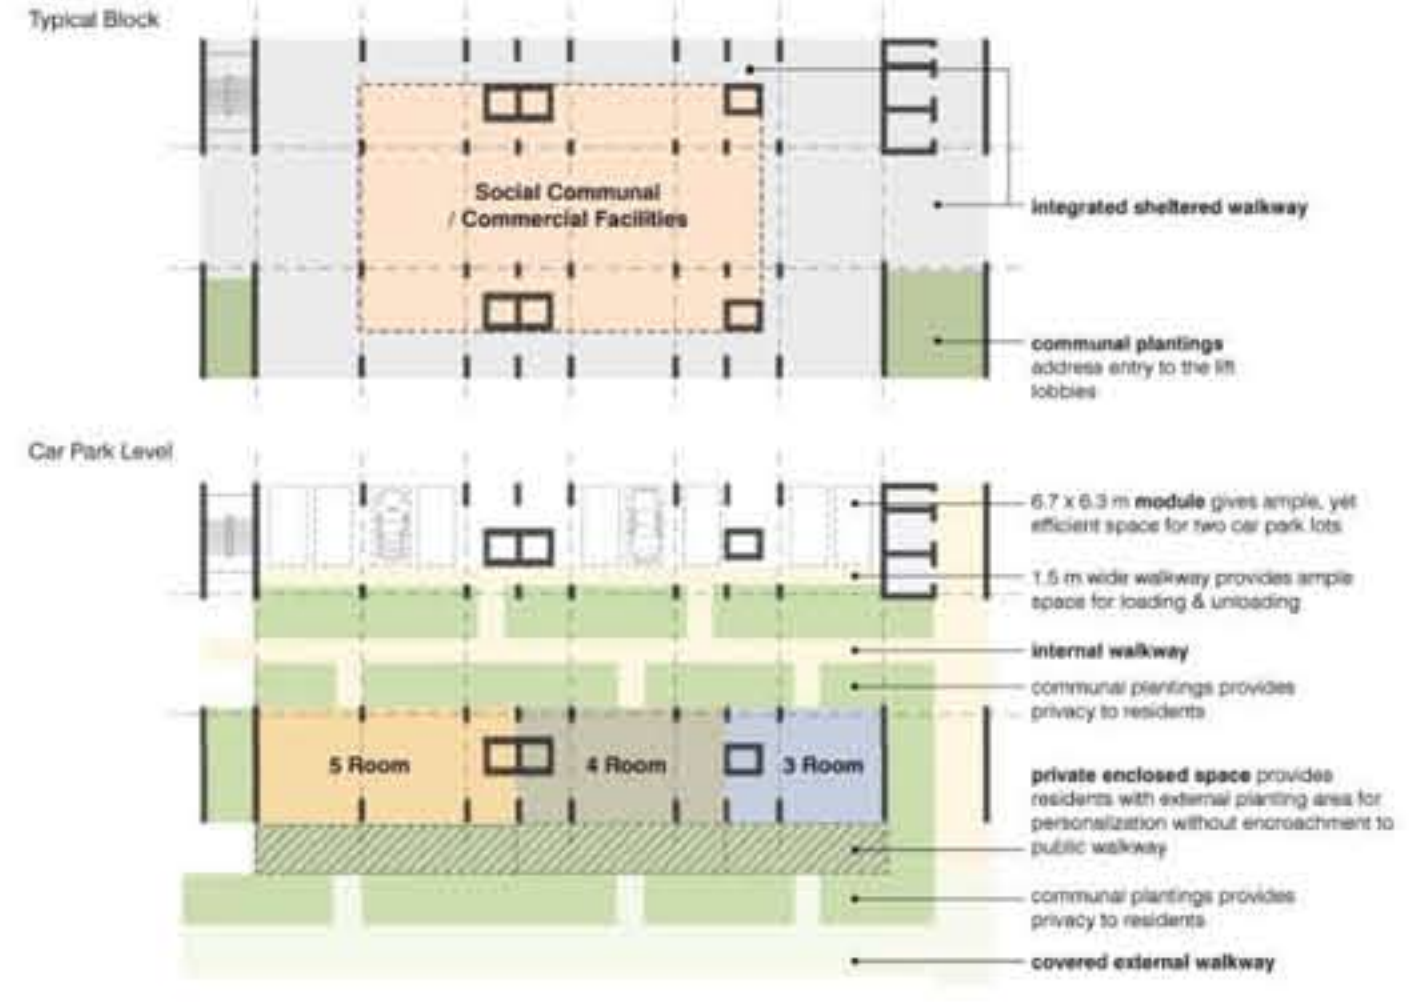 Typical Block
Social Communal
/ Commercial Facilities
integrated sheltered walkway
communal plantings
address entry to the lift
lobbies
Car Park Level
6.7 x 6.3 m module gives ample, yet
efficient space for two car park lots
1.5 m wide walkway provides ample
space for loading & unloading
internal walkway
communal plantings provides
privacy to residents
5 Room
4 Room
3 Room
private enclosed space provides
residents with external planting area for
personalization without encroachment to
public walkway
communal plantings provides
privacy to residents
covered external walkway